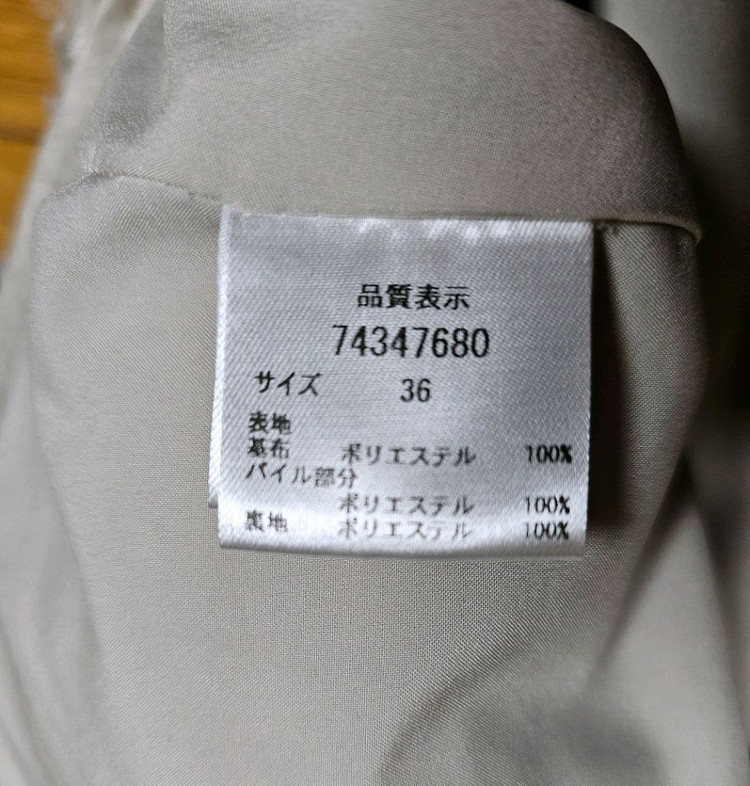 品質表示
74347680
サイズ 36
表地
基布 ポリエステル 100%
パイル部分
ポリエステル 100%
裏地 ポリエステル 100%